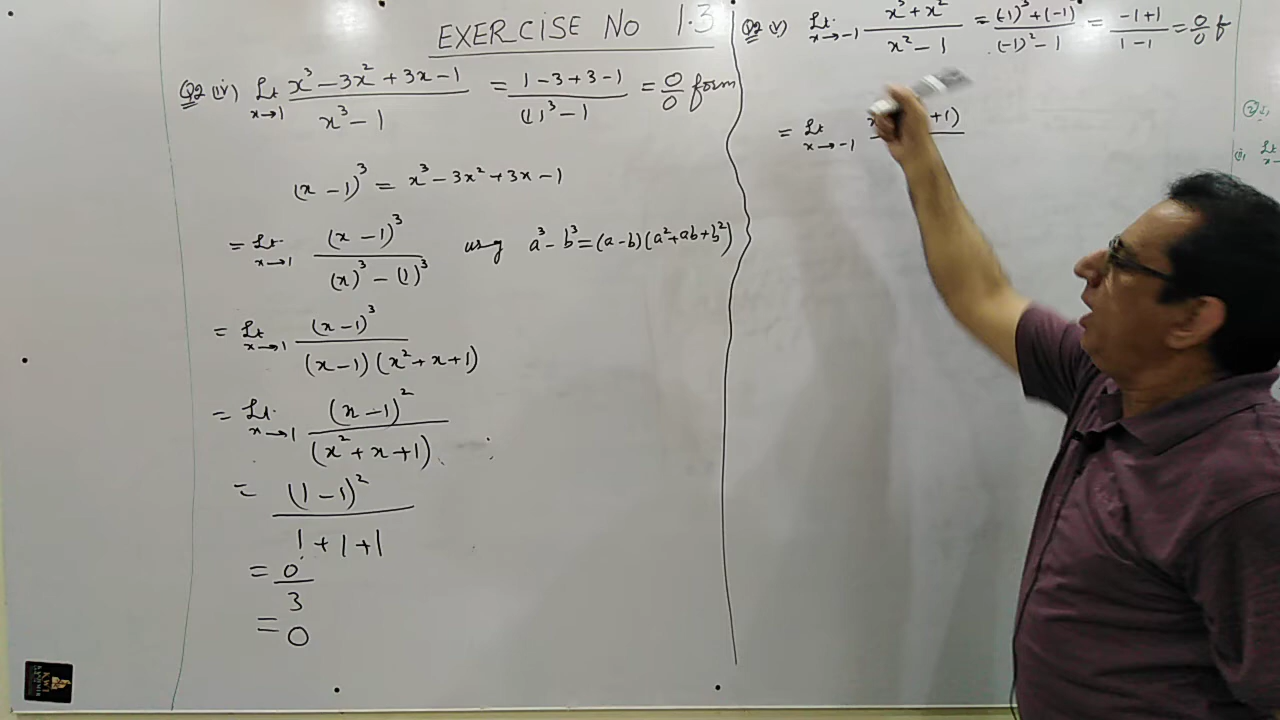 EXERCISE No 1.3
Q2 (iv) Lt x→1 x³ - 3x² + 3x - 1 / x³ - 1 = 1 - 3 + 3 - 1 / (1)³ - 1 = 0/0 form
(x - 1)³ = x³ - 3x² + 3x - 1
= Lt x→1 (x - 1)³ / (x)³ - (1)³ using a³ - b³ = (a - b)(a² + ab + b²)
= Lt x→1 (x - 1)³ / (x - 1)(x² + x + 1)
= Lt x→1 (x - 1)² / (x² + x + 1)
= (1 - 1)² / 1 + 1 + 1
= 0 / 3
= 0
Q2 (v) Lt x→-1 x³ + x² / x² - 1 = (-1)³ + (-1)² / (-1)² - 1 = -1 + 1 / 1 - 1 = 0/0 f
= Lt x→-1 +1)
(ii) Lt